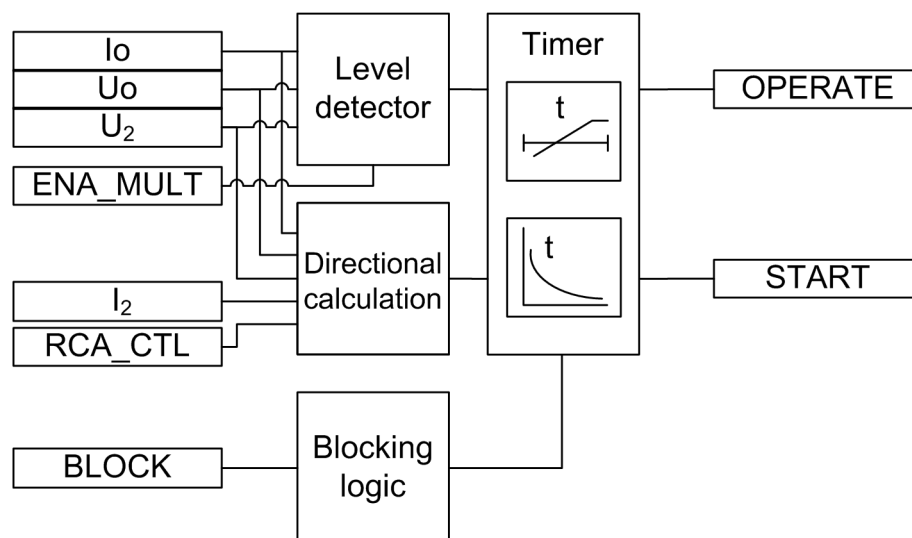 Io
Uo
U₂
ENA_MULT
I₂
RCA_CTL
BLOCK
Level
detector
Directional
calculation
Blocking
logic
Timer
t
t
OPERATE
START